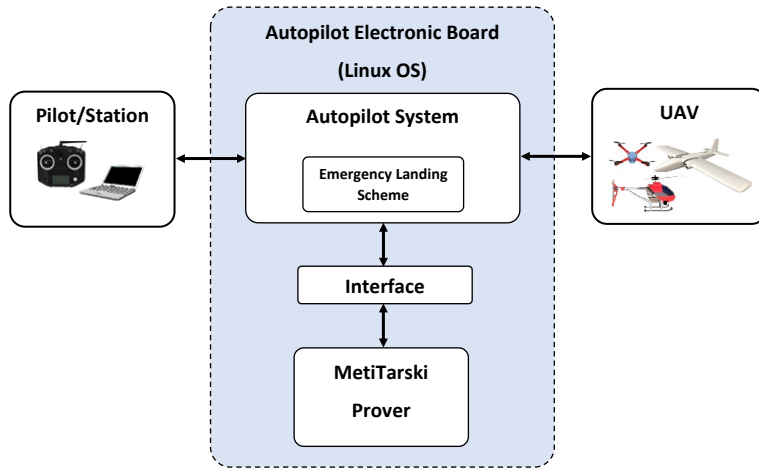 Autopilot Electronic Board
(Linux OS)
Pilot/Station
Autopilot System
Emergency Landing
Scheme
UAV
Interface
MetiTarski
Prover